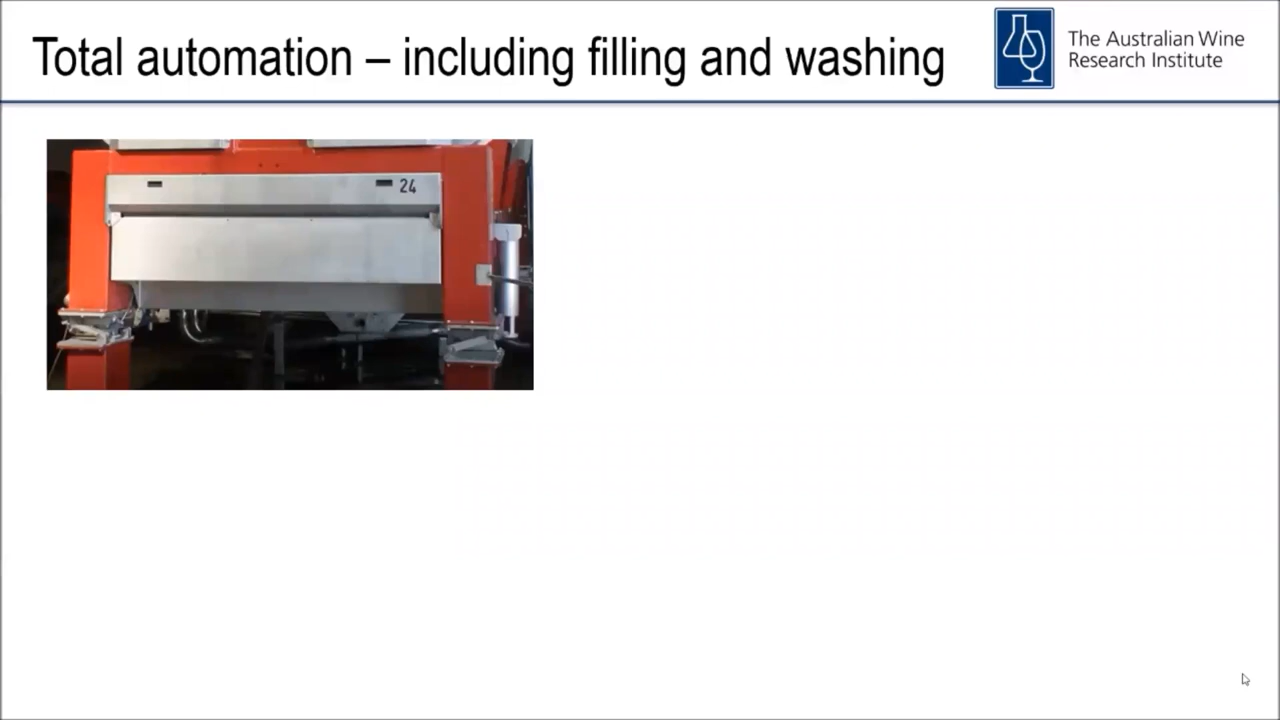 Total automation – including filling and washing
The Australian Wine
Research Institute
24